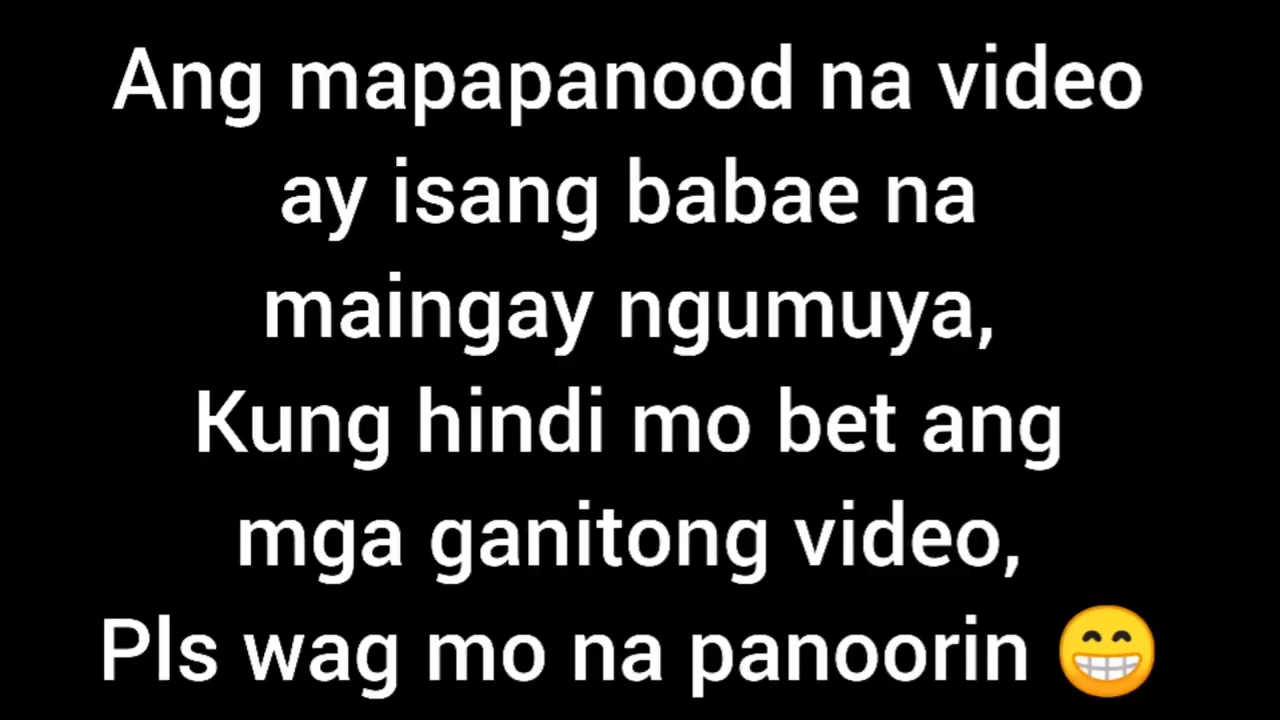 Ang mapapanood na video
ay isang babae na
maingay ngumuya,
Kung hindi mo bet ang
mga ganitong video,
Pls wag mo na panoorin 😁